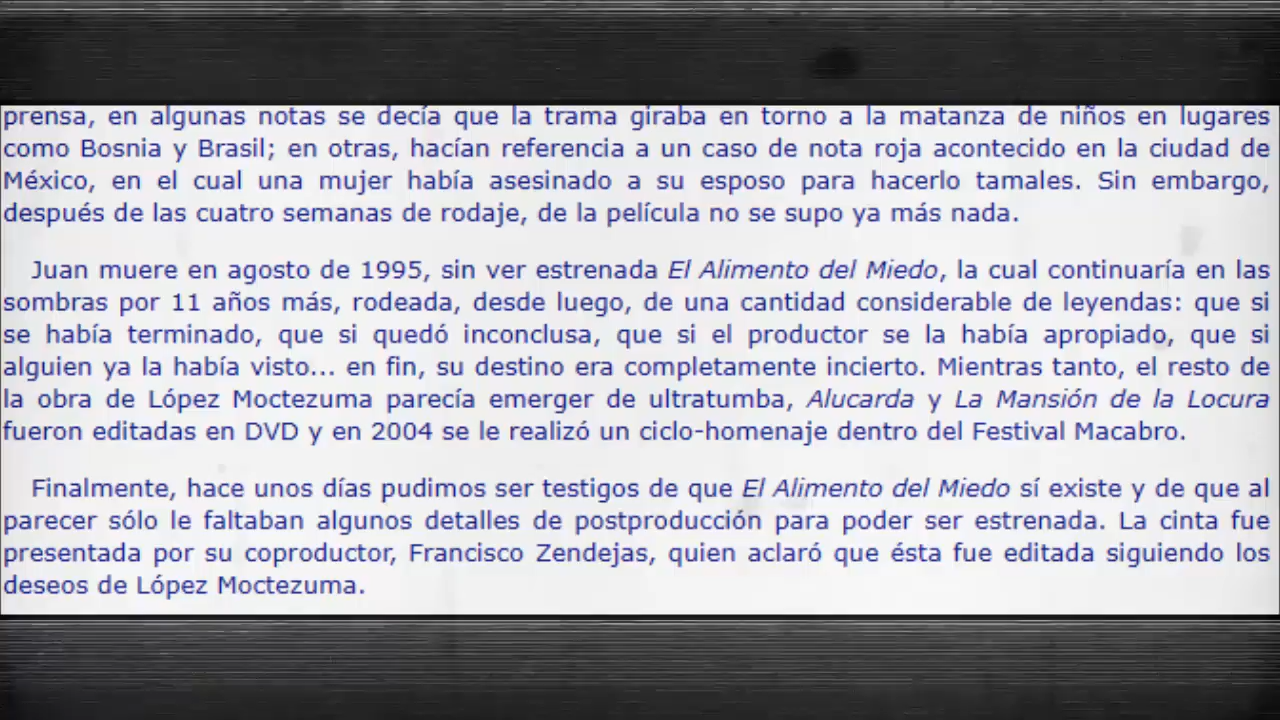 prensa, en algunas notas se decía que la trama giraba en torno a la matanza de niños en lugares
como Bosnia y Brasil; en otras, hacían referencia a un caso de nota roja acontecido en la ciudad de
México, en el cual una mujer había asesinado a su esposo para hacerlo tamales. Sin embargo,
después de las cuatro semanas de rodaje, de la película no se supo ya más nada.
Juan muere en agosto de 1995, sin ver estrenada El Alimento del Miedo, la cual continuaría en las
sombras por 11 años más, rodeada, desde luego, de una cantidad considerable de leyendas: que si
se había terminado, que si quedó inconclusa, que si el productor se la había apropiado, que si
alguien ya la había visto... en fin, su destino era completamente incierto. Mientras tanto, el resto de
la obra de López Moctezuma parecía emerger de ultratumba, Alucarda y La Mansión de la Locura
fueron editadas en DVD y en 2004 se le realizó un ciclo-homenaje dentro del Festival Macabro.
Finalmente, hace unos días pudimos ser testigos de que El Alimento del Miedo sí existe y de que al
parecer sólo le faltaban algunos detalles de postproducción para poder ser estrenada. La cinta fue
presentada por su coproductor, Francisco Zendejas, quien aclaró que ésta fue editada siguiendo los
deseos de López Moctezuma.